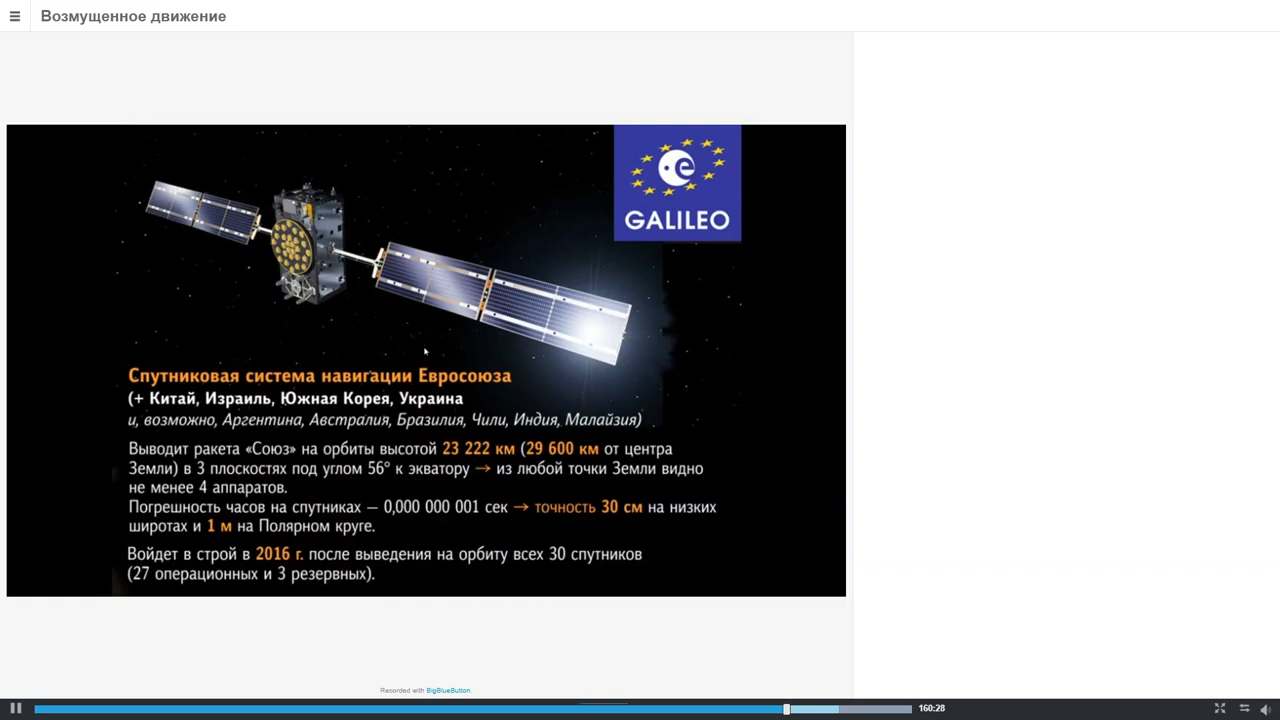 Возмущенное движение
GALILEO
Спутниковая система навигации Евросоюза
(+ Китай, Израиль, Южная Корея, Украина
и, возможно, Аргентина, Австралия, Бразилия, Чили, Индия, Малайзия)
Выводит ракета «Союз» на орбиты высотой 23 222 км (29 600 км от центра
Земли) в 3 плоскостях под углом 56° к экватору → из любой точки Земли видно
не менее 4 аппаратов.
Погрешность часов на спутниках — 0,000 000 001 сек → точность 30 см на низких
широтах и 1 м на Полярном круге.
Войдет в строй в 2016 г. после выведения на орбиту всех 30 спутников
(27 операционных и 3 резервных).
Recorded with BigBlueButton.
160:28